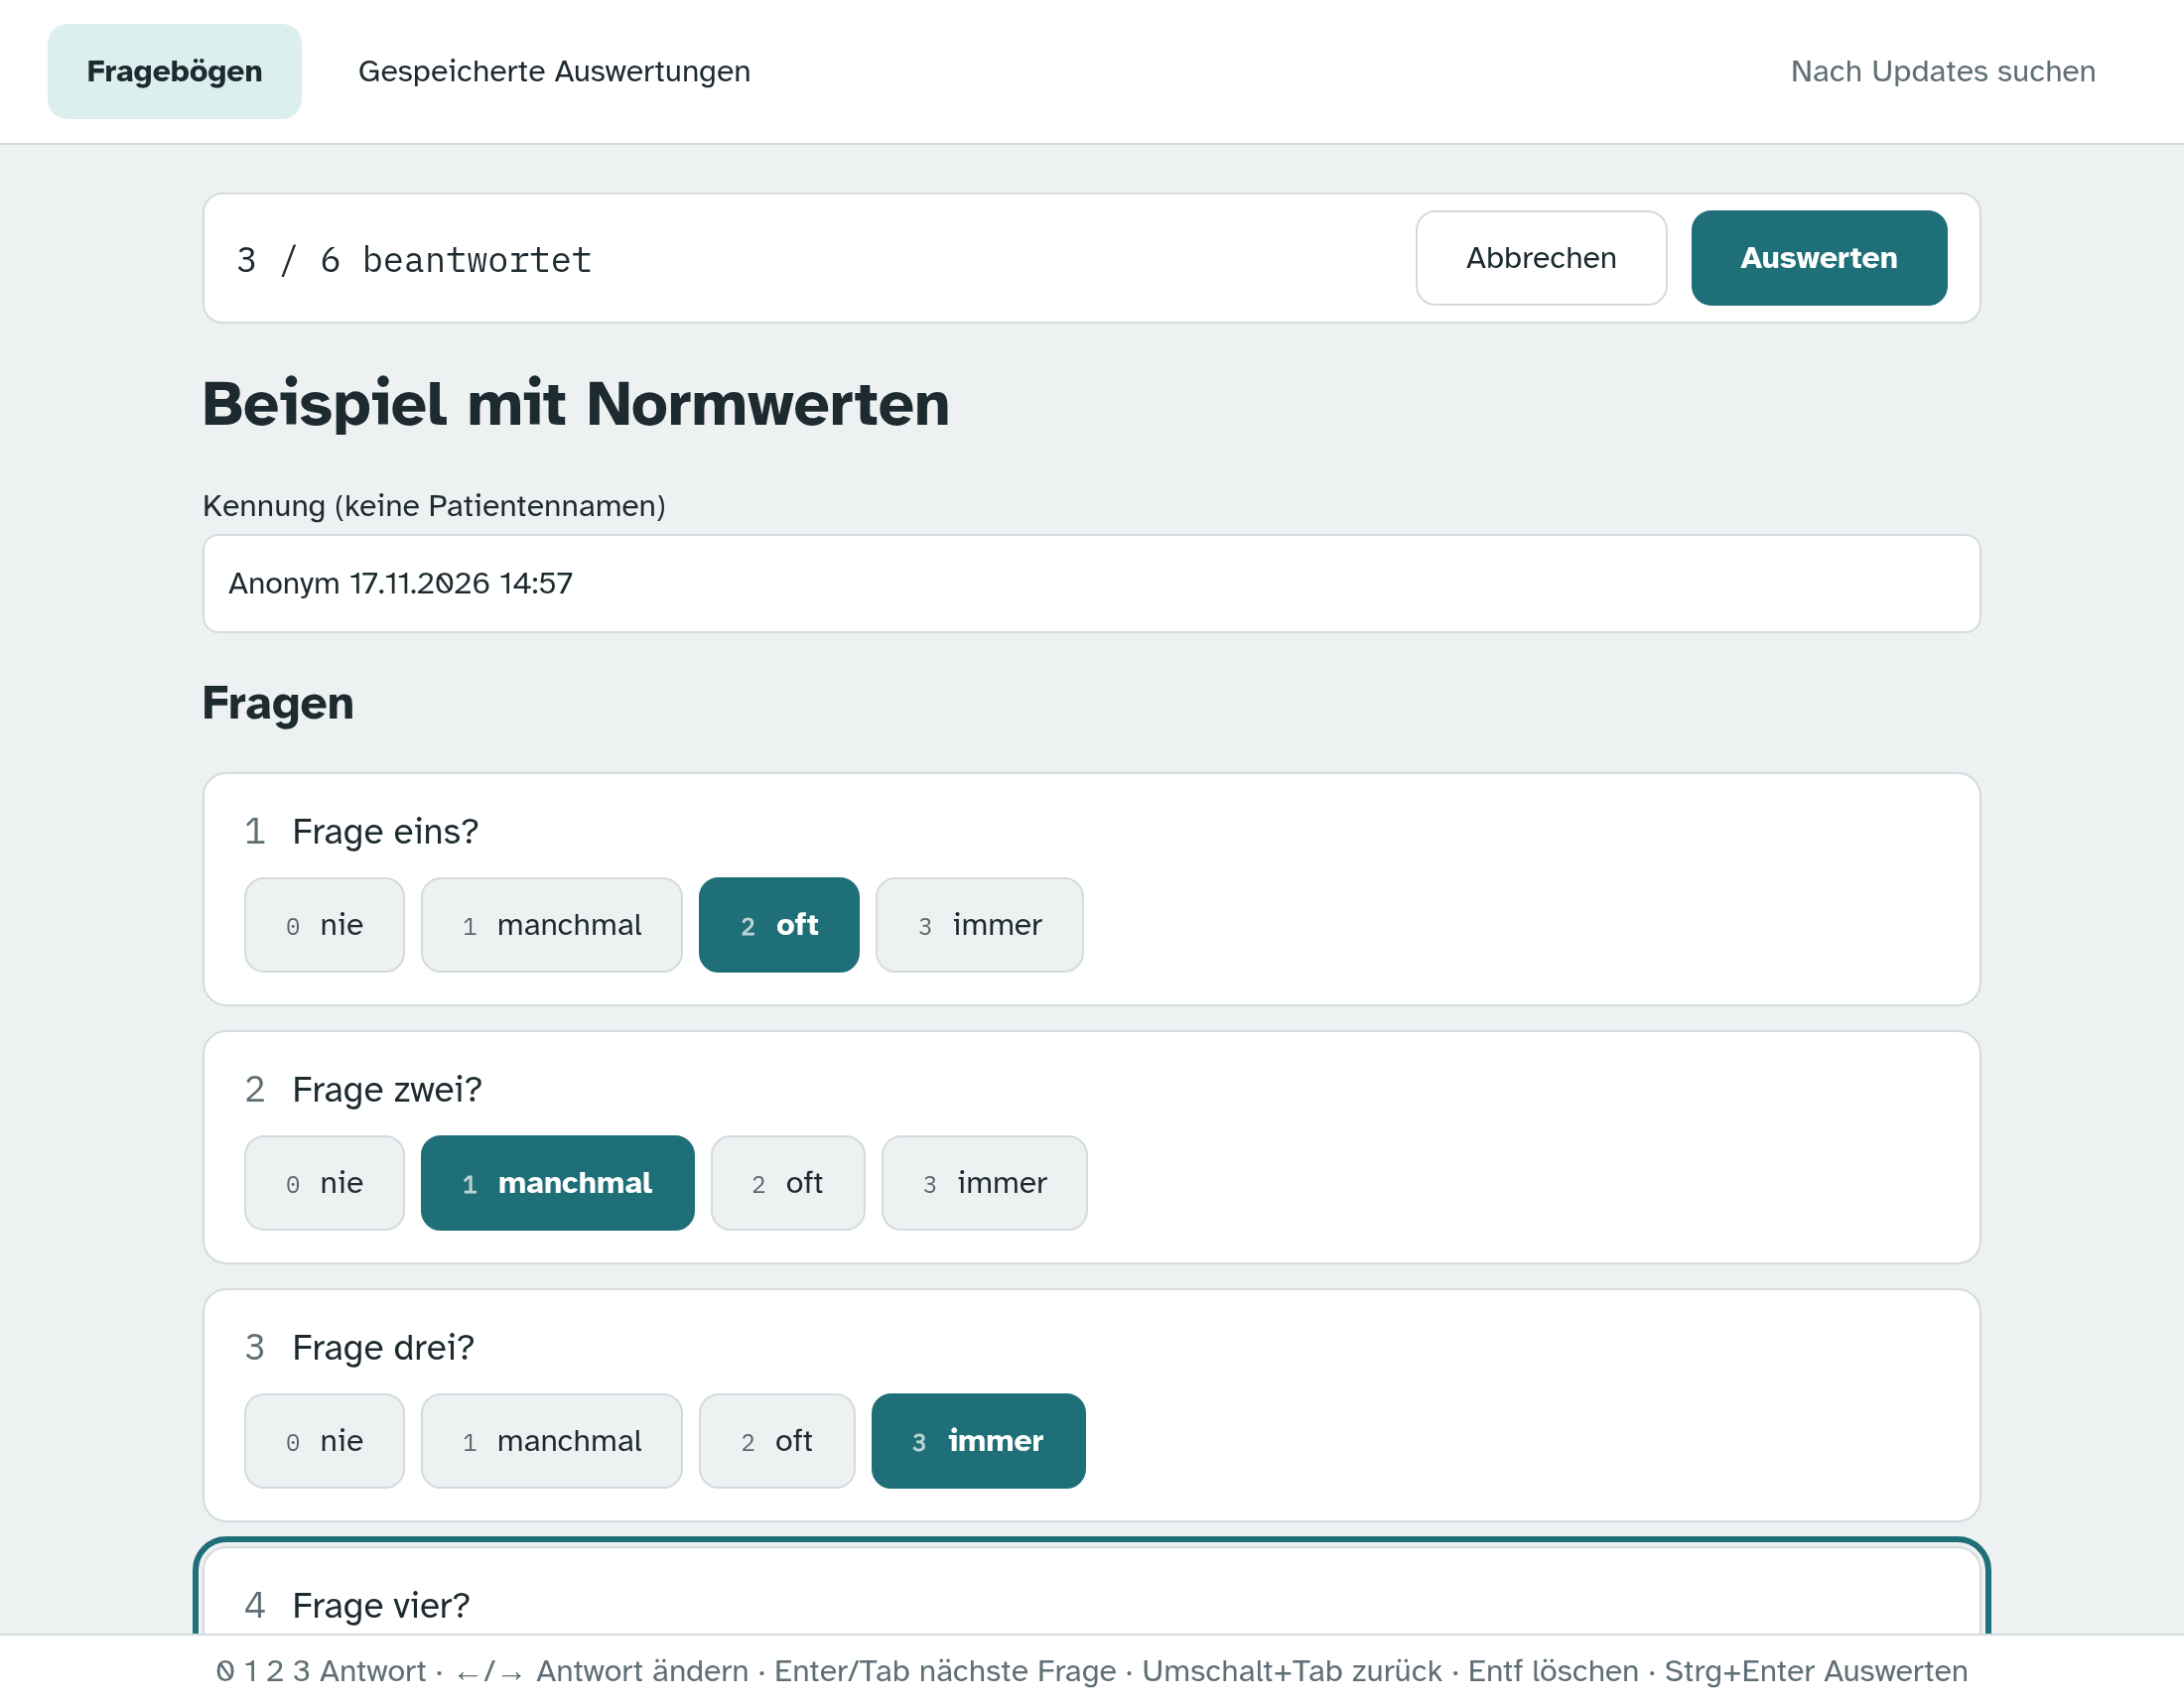 Fragebögen Gespeicherte Auswertungen Nach Updates suchen
3 / 6 beantwortet Abbrechen Auswerten
Beispiel mit Normwerten
Kennung (keine Patientennamen)
Anonym 17.11.2026 14:57
Fragen
1 Frage eins?
0 nie 1 manchmal 2 oft 3 immer
2 Frage zwei?
0 nie 1 manchmal 2 oft 3 immer
3 Frage drei?
0 nie 1 manchmal 2 oft 3 immer
4 Frage vier?
0 1 2 3 Antwort · ←/→ Antwort ändern · Enter/Tab nächste Frage · Umschalt+Tab zurück · Entf löschen · Strg+Enter Auswerten